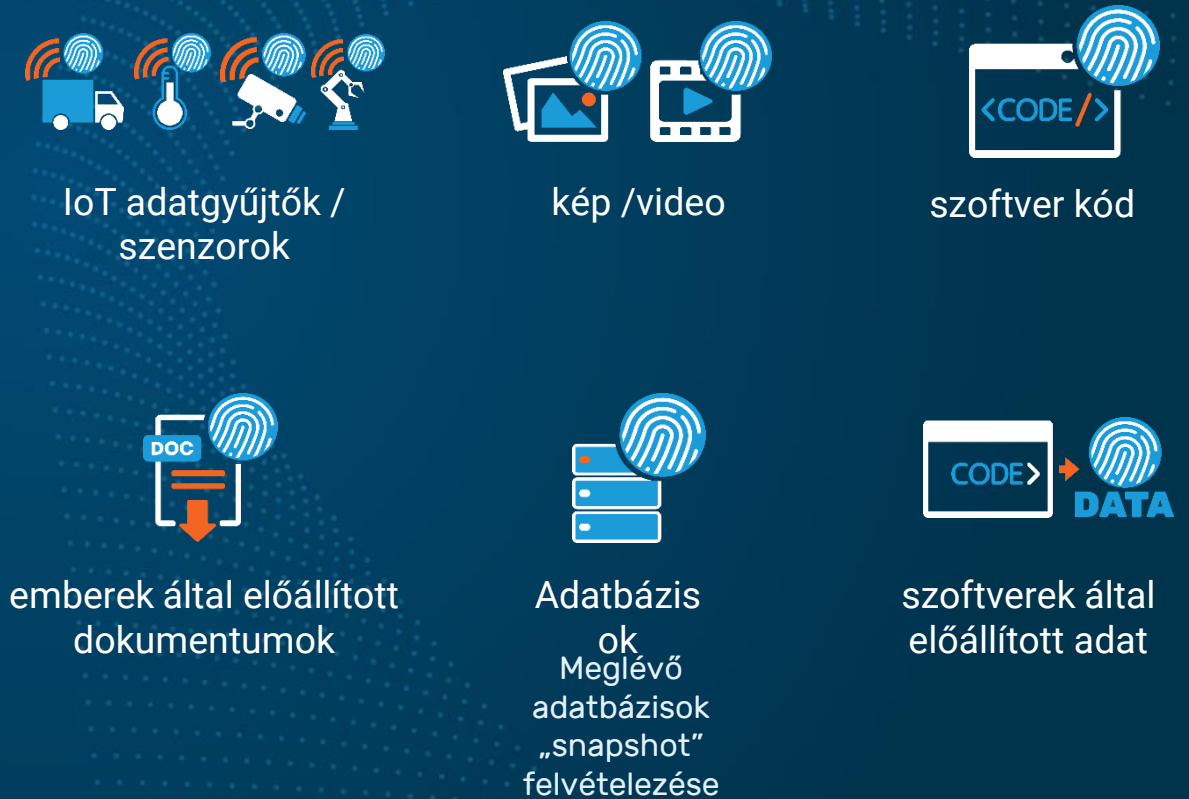 <CODE/>
IoT adatgyűjtők /
szenzorok
kép /video
szoftver kód
DOC
CODE>
DATA
emberek által előállított
dokumentumok
Adatbázis
ok
Meglévő
adatbázisok
„snapshot”
felvételezése
szoftverek által
előállított adat